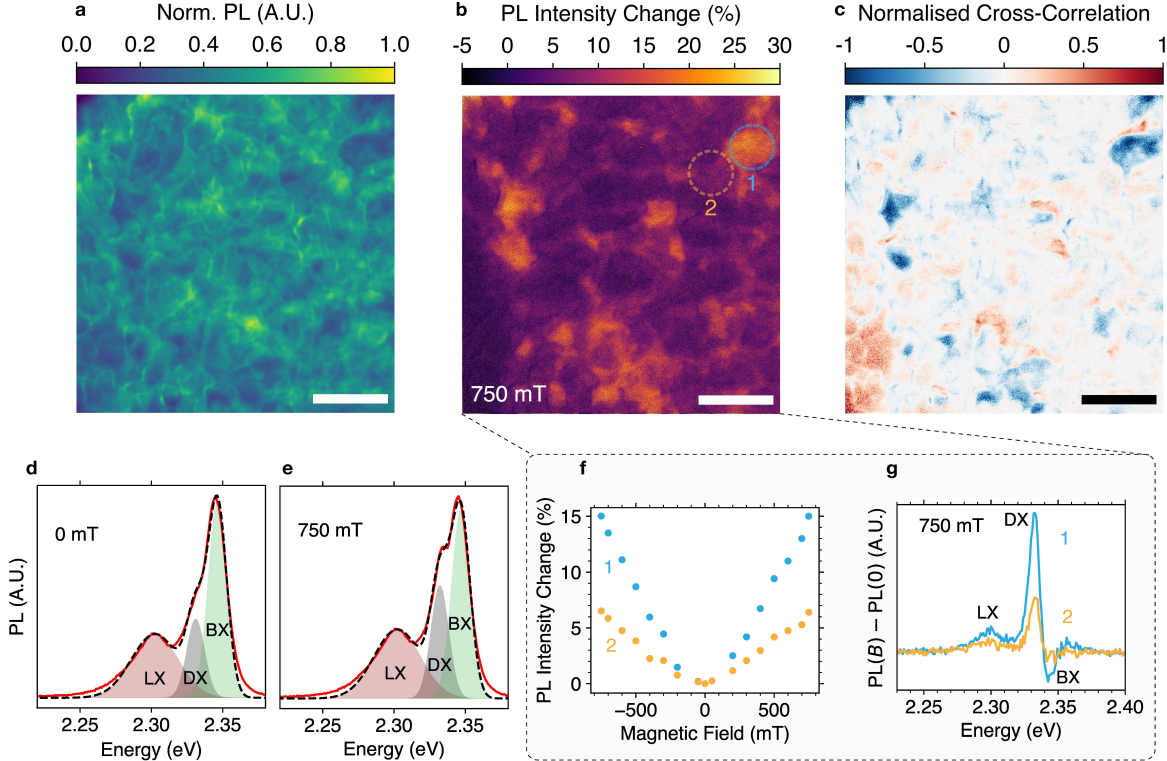 a Norm. PL (A.U.)
0.0 0.2 0.4 0.6 0.8 1.0
b PL Intensity Change (%)
-5 0 5 10 15 22 26 30
c Normalised Cross-Correlation
-1 -0.5 0 0.5 1
1
2
750 mT
d
0 mT
LX
DX
BX
PL (A.U.)
2.25 2.30 2.35
Energy (eV)
e
750 mT
LX
DX
BX
2.25 2.30 2.35
Energy (eV)
f
PL Intensity Change (%)
15
10
5
0
1
2
−500 0 500
Magnetic Field (mT)
g
750 mT
DX
1
LX
2
BX
PL(B) − PL(0) (A.U.)
2.25 2.30 2.35 2.40
Energy (eV)